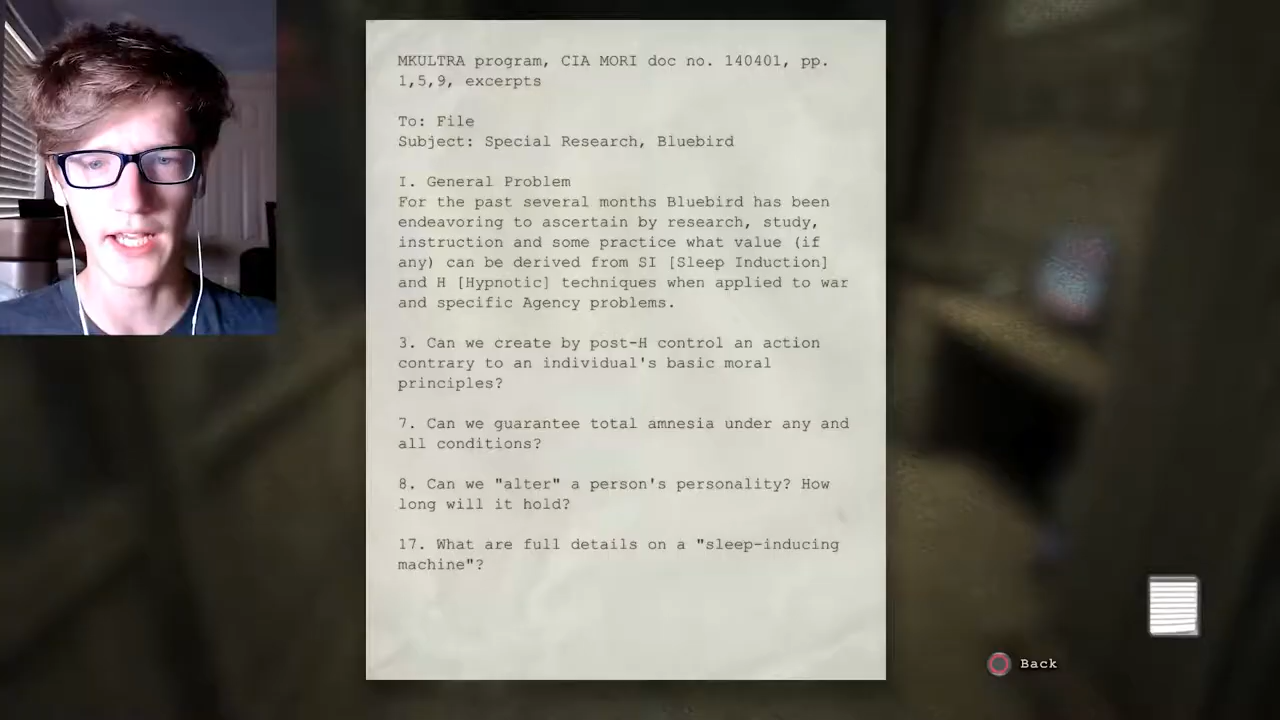 MKULTRA program, CIA MORI doc no. 140401, pp.
1,5,9, excerpts
To: File
Subject: Special Research, Bluebird
I. General Problem
For the past several months Bluebird has been
endeavoring to ascertain by research, study,
instruction and some practice what value (if
any) can be derived from SI [Sleep Induction]
and H [Hypnotic] techniques when applied to war
and specific Agency problems.
3. Can we create by post-H control an action
contrary to an individual's basic moral
principles?
7. Can we guarantee total amnesia under any and
all conditions?
8. Can we "alter" a person's personality? How
long will it hold?
17. What are full details on a "sleep-inducing
machine"?
Back